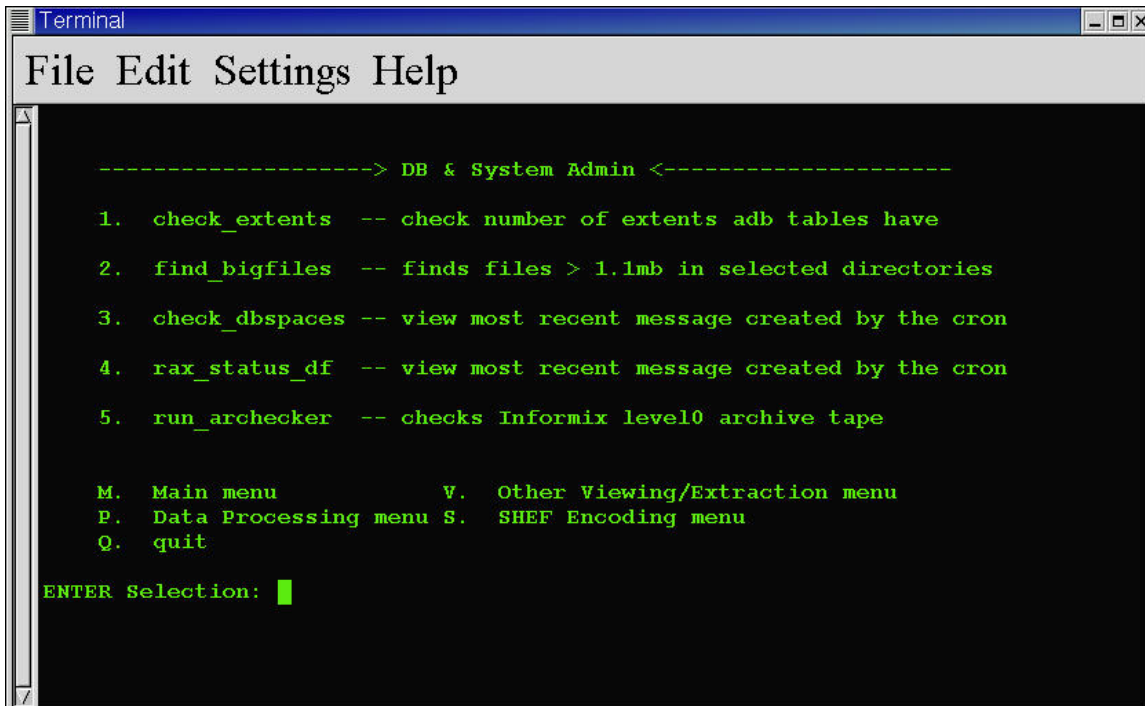 Terminal
File Edit Settings Help
--------------------> DB & System Admin <---------------------
1. check_extents -- check number of extents adb tables have
2. find_bigfiles -- finds files > 1.1mb in selected directories
3. check_dbspaces -- view most recent message created by the cron
4. rax_status_df -- view most recent message created by the cron
5. run_archecker -- checks Informix level0 archive tape
M. Main menu V. Other Viewing/Extraction menu
P. Data Processing menu S. SHEF Encoding menu
Q. quit
ENTER Selection: